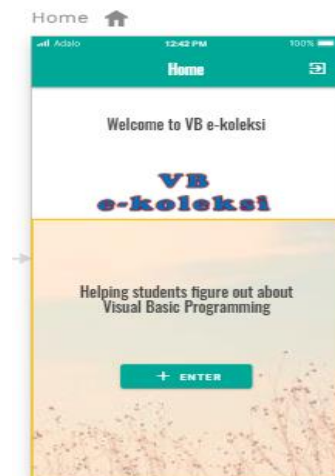 Home
Adalo 12:42 PM 100%
Home
Welcome to VB e-koleksi
VB
e-koleksi
Helping students figure out about
Visual Basic Programming
+ ENTER